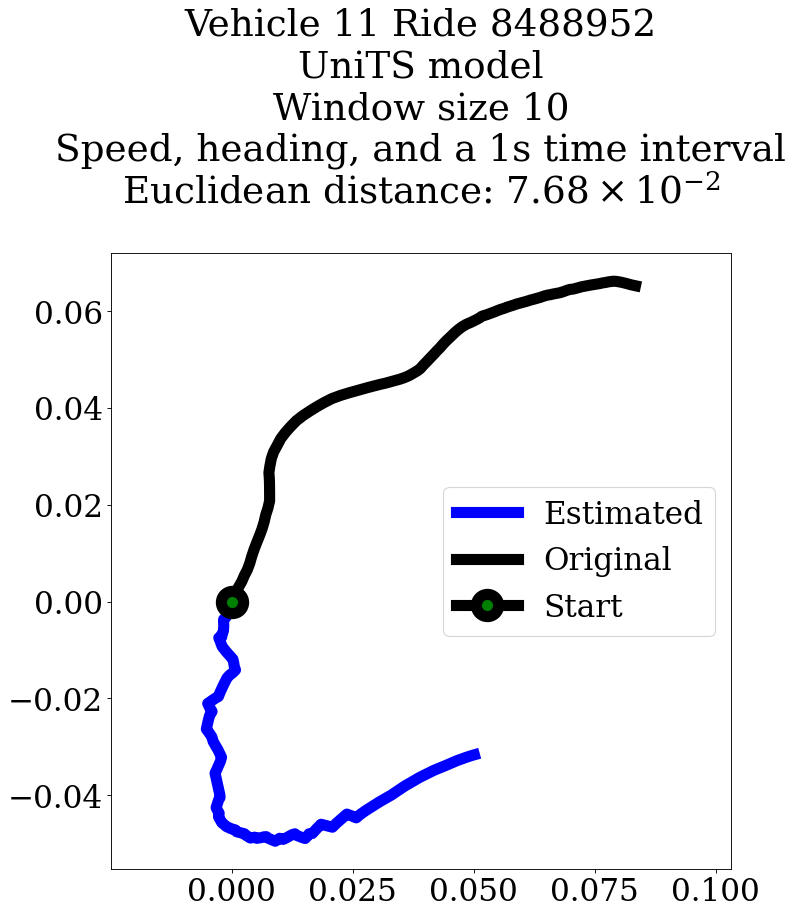 Vehicle 11 Ride 8488952
UniTS model
Window size 10
Speed, heading, and a 1s time interval
Euclidean distance: 7.68 × 10⁻²
0.06
0.04
0.02
0.00
−0.02
−0.04
Estimated
Original
Start
0.000 0.025 0.050 0.075 0.100